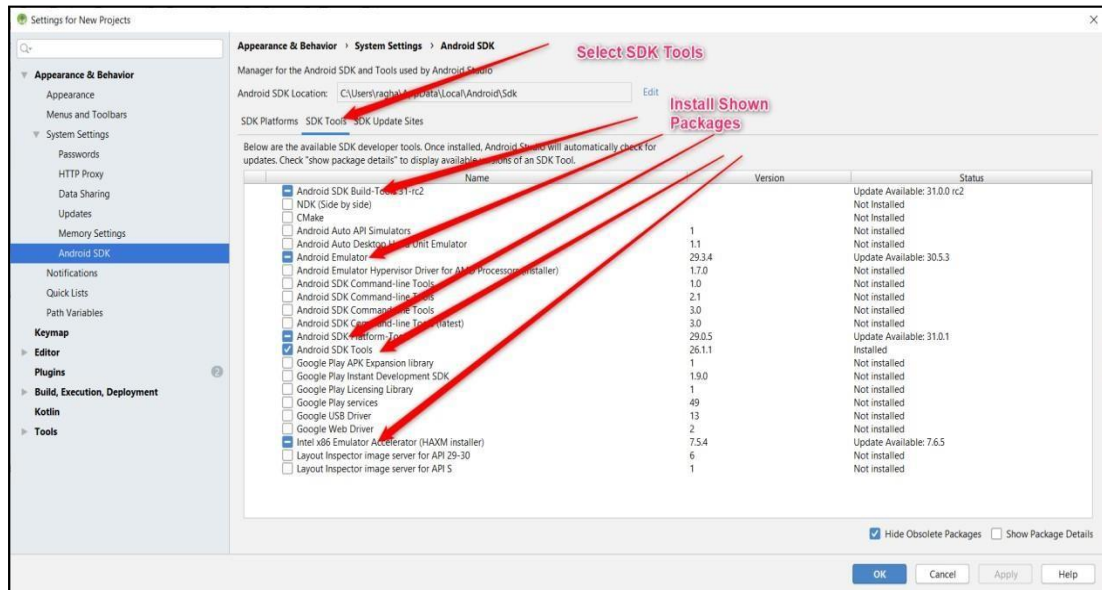 Settings for New Projects
Appearance & Behavior
Appearance
Menus and Toolbars
System Settings
Passwords
HTTP Proxy
Data Sharing
Updates
Memory Settings
Android SDK
Notifications
Quick Lists
Path Variables
Keymap
Editor
Plugins 2
Build, Execution, Deployment
Kotlin
Tools
Appearance & Behavior › System Settings › Android SDK
Select SDK Tools
Manager for the Android SDK and Tools used by Android Studio
Android SDK Location: C:\Users\ragha\AppData\Local\Android\Sdk Edit
Install Shown
Packages
SDK Platforms SDK Tools SDK Update Sites
Below are the available SDK developer tools. Once installed, Android Studio will automatically check for
updates. Check "show package details" to display available versions of an SDK Tool.
Name Version Status
Android SDK Build-Tools 31-rc2 Update Available: 31.0.0 rc2
NDK (Side by side) Not Installed
CMake Not Installed
Android Auto API Simulators 1 Not installed
Android Auto Desktop Head Unit Emulator 1.1 Not installed
Android Emulator 29.3.4 Update Available: 30.5.3
Android Emulator Hypervisor Driver for AMD Processors (installer) 1.7.0 Not installed
Android SDK Command-line Tools 1.0 Not installed
Android SDK Command-line Tools 2.1 Not installed
Android SDK Command-line Tools 3.0 Not installed
Android SDK Command-line Tools (latest) 3.0 Not installed
Android SDK Platform-Tools 29.0.5 Update Available: 31.0.1
Android SDK Tools 26.1.1 Installed
Google Play APK Expansion library 1 Not installed
Google Play Instant Development SDK 1.9.0 Not installed
Google Play Licensing Library 1 Not installed
Google Play services 49 Not installed
Google USB Driver 13 Not installed
Google Web Driver 2 Not installed
Intel x86 Emulator Accelerator (HAXM installer) 7.5.4 Update Available: 7.6.5
Layout Inspector image server for API 29-30 6 Not installed
Layout Inspector image server for API S 1 Not installed
Hide Obsolete Packages Show Package Details
OK Cancel Apply Help